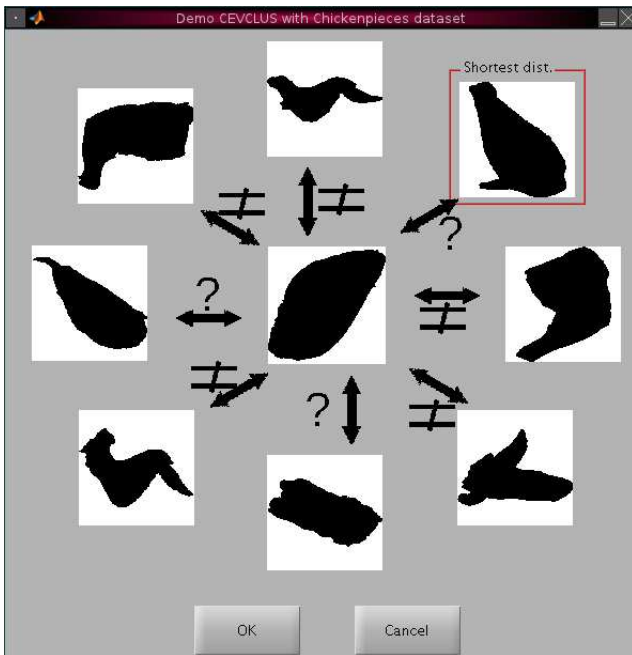 Demo CEVCLUS with Chickenpieces dataset
Shortest dist.
≠
≠
?
?
≠
≠
?
≠
OK
Cancel